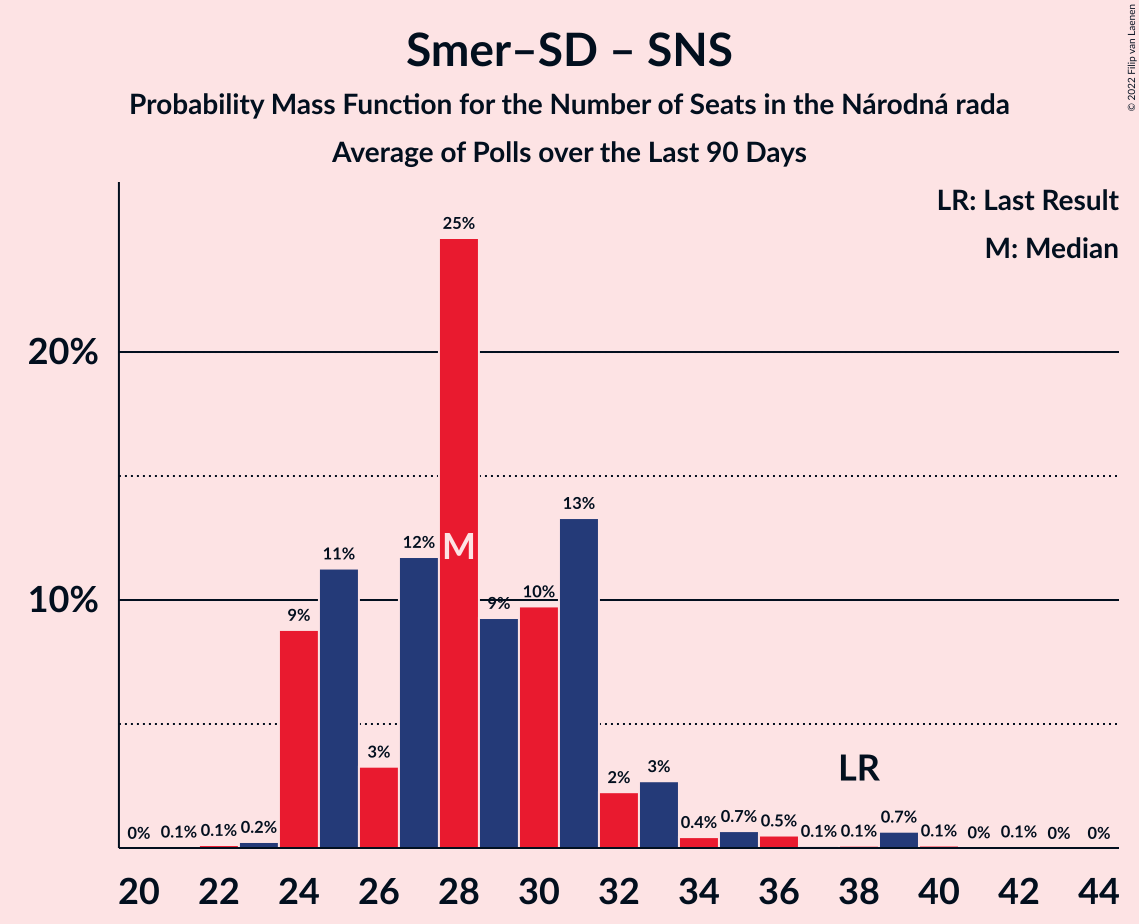 Smer–SD – SNS
Probability Mass Function for the Number of Seats in the Národná rada
Average of Polls over the Last 90 Days
© 2022 Filip van Laenen
LR: Last Result
M: Median
20%
10%
0% 0.1% 0.1% 0.2% 9% 11% 3% 12% 25% 9% 10% 13% 2% 3% 0.4% 0.7% 0.5% 0.1% 0.1% 0.7% 0.1% 0% 0.1% 0% 0%
M
LR
20 22 24 26 28 30 32 34 36 38 40 42 44